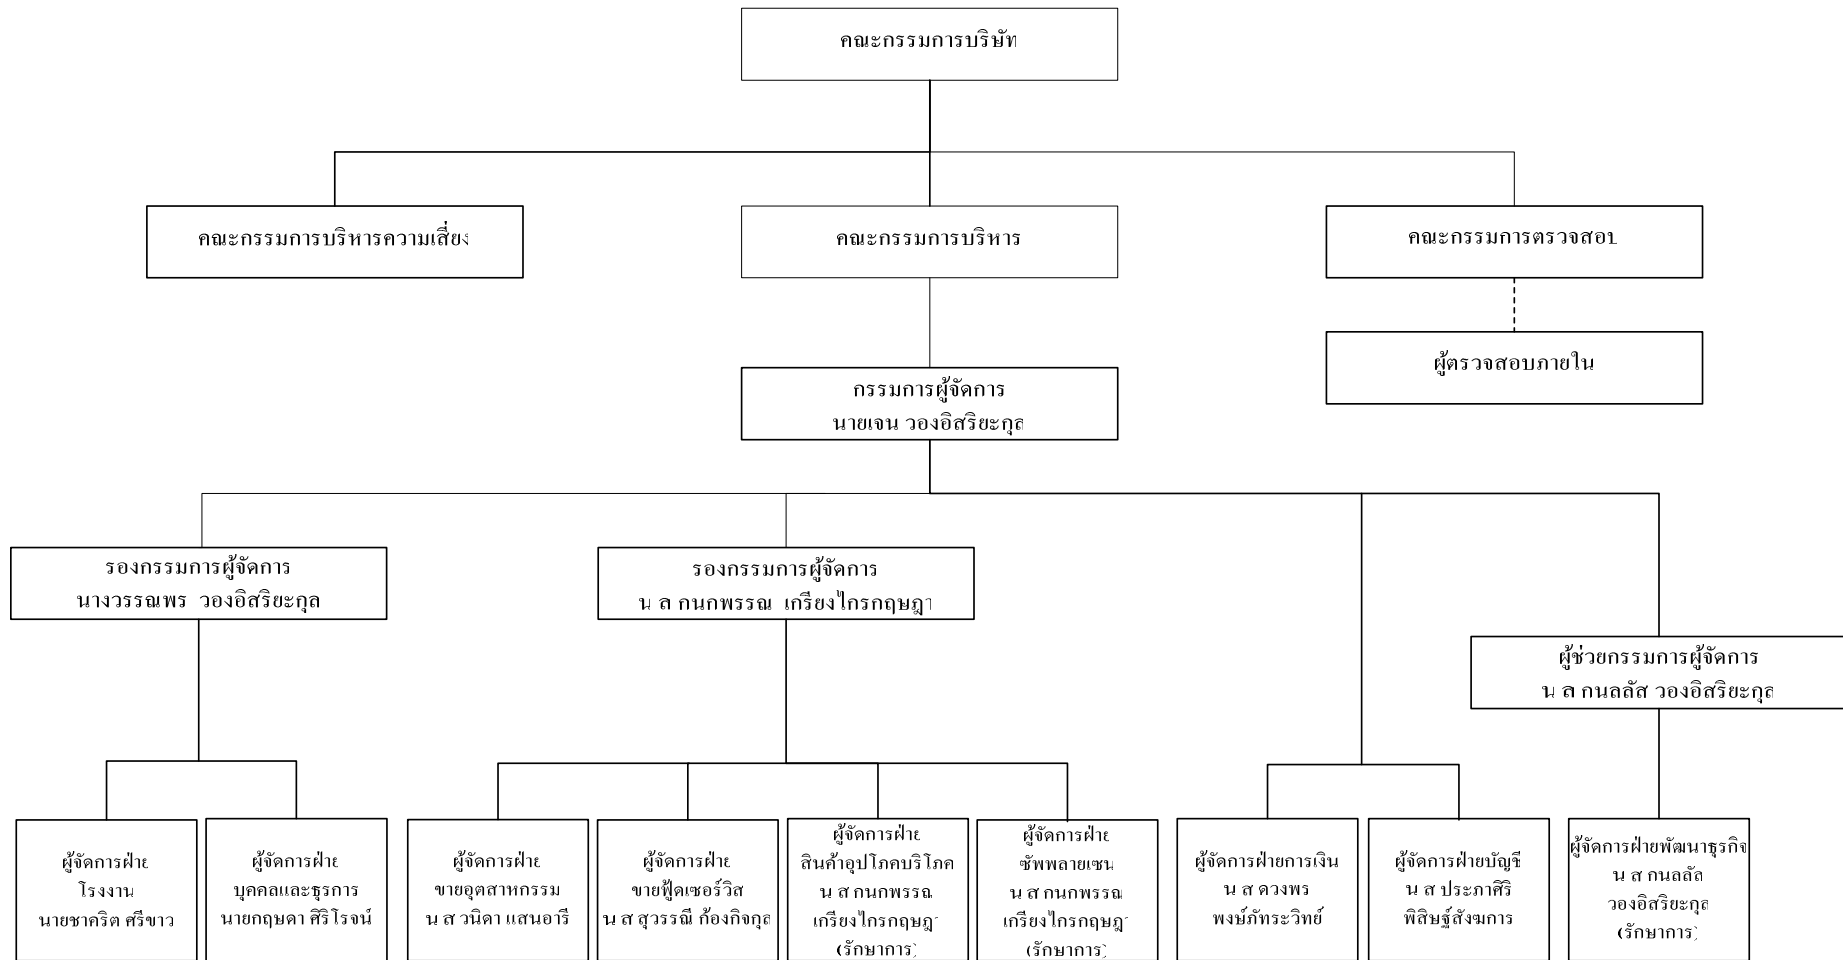 คณะกรรมการบริษัท
คณะกรรมการบริหารความเสี่ยง
คณะกรรมการบริหาร
คณะกรรมการตรวจสอบ
ผู้ตรวจสอบภายใน
กรรมการผู้จัดการ
นายเจน วองอิสริยะกุล
รองกรรมการผู้จัดการ
นางวรรณพร วองอิสริยะกุล
รองกรรมการผู้จัดการ
น ส กนกพรรณ เกรียงไกรกฤษฎา
ผู้ช่วยกรรมการผู้จัดการ
น ส กนลลัส วองอิสริยะกุล
ผู้จัดการฝ่าย
โรงงาน
นายชาคริต ศรีขาว
ผู้จัดการฝ่าย
บุคคลและธุรการ
นายกฤษดา ศิริโรจน์
ผู้จัดการฝ่าย
ขายอุตสาหกรรม
น ส วนิดา แสนอารี
ผู้จัดการฝ่าย
ขายฟู้ดเซอร์วิส
น ส สุวรรณี ก้องกิจกุล
ผู้จัดการฝ่าย
สินค้าอุปโภคบริโภค
น ส กนกพรรณ
เกรียงไกรกฤษฎา
(รักษาการ)
ผู้จัดการฝ่าย
ซัพพลายเชน
น ส กนกพรรณ
เกรียงไกรกฤษฎา
(รักษาการ)
ผู้จัดการฝ่ายการเงิน
น ส ดวงพร
พงษ์ภัทระวิทย์
ผู้จัดการฝ่ายบัญชี
น ส ประภาศิริ
พิสิษฐ์สังฆการ
ผู้จัดการฝ่ายพัฒนาธุรกิจ
น ส กนลลัส
วองอิสริยะกุล
(รักษาการ)